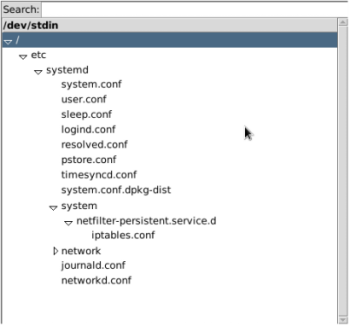 Search:
/dev/stdin
/
etc
systemd
system.conf
user.conf
sleep.conf
logind.conf
resolved.conf
pstore.conf
timesyncd.conf
system.conf.dpkg-dist
system
netfilter-persistent.service.d
iptables.conf
network
journald.conf
networkd.conf